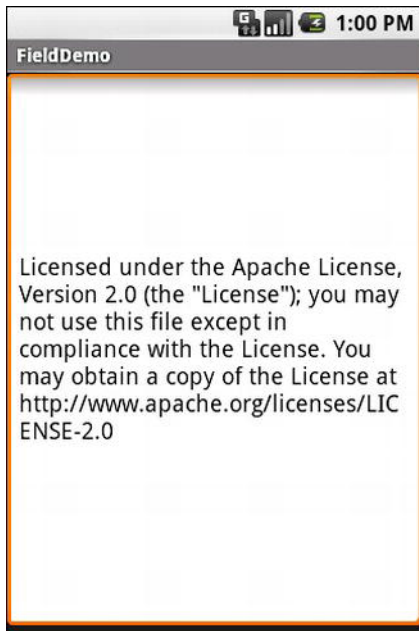 1:00 PM
FieldDemo
Licensed under the Apache License,
Version 2.0 (the "License"); you may
not use this file except in
compliance with the License. You
may obtain a copy of the License at
http://www.apache.org/licenses/LIC
ENSE-2.0